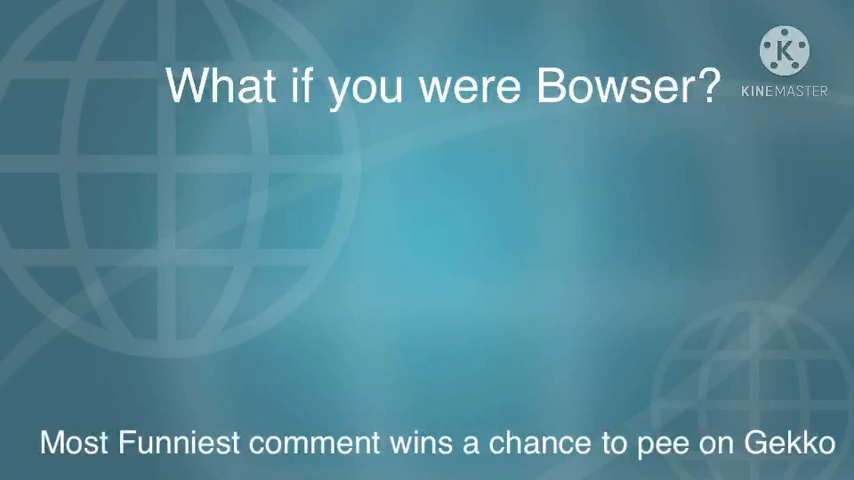 What if you were Bowser?
K
KINEMASTER
Most Funniest comment wins a chance to pee on Gekko